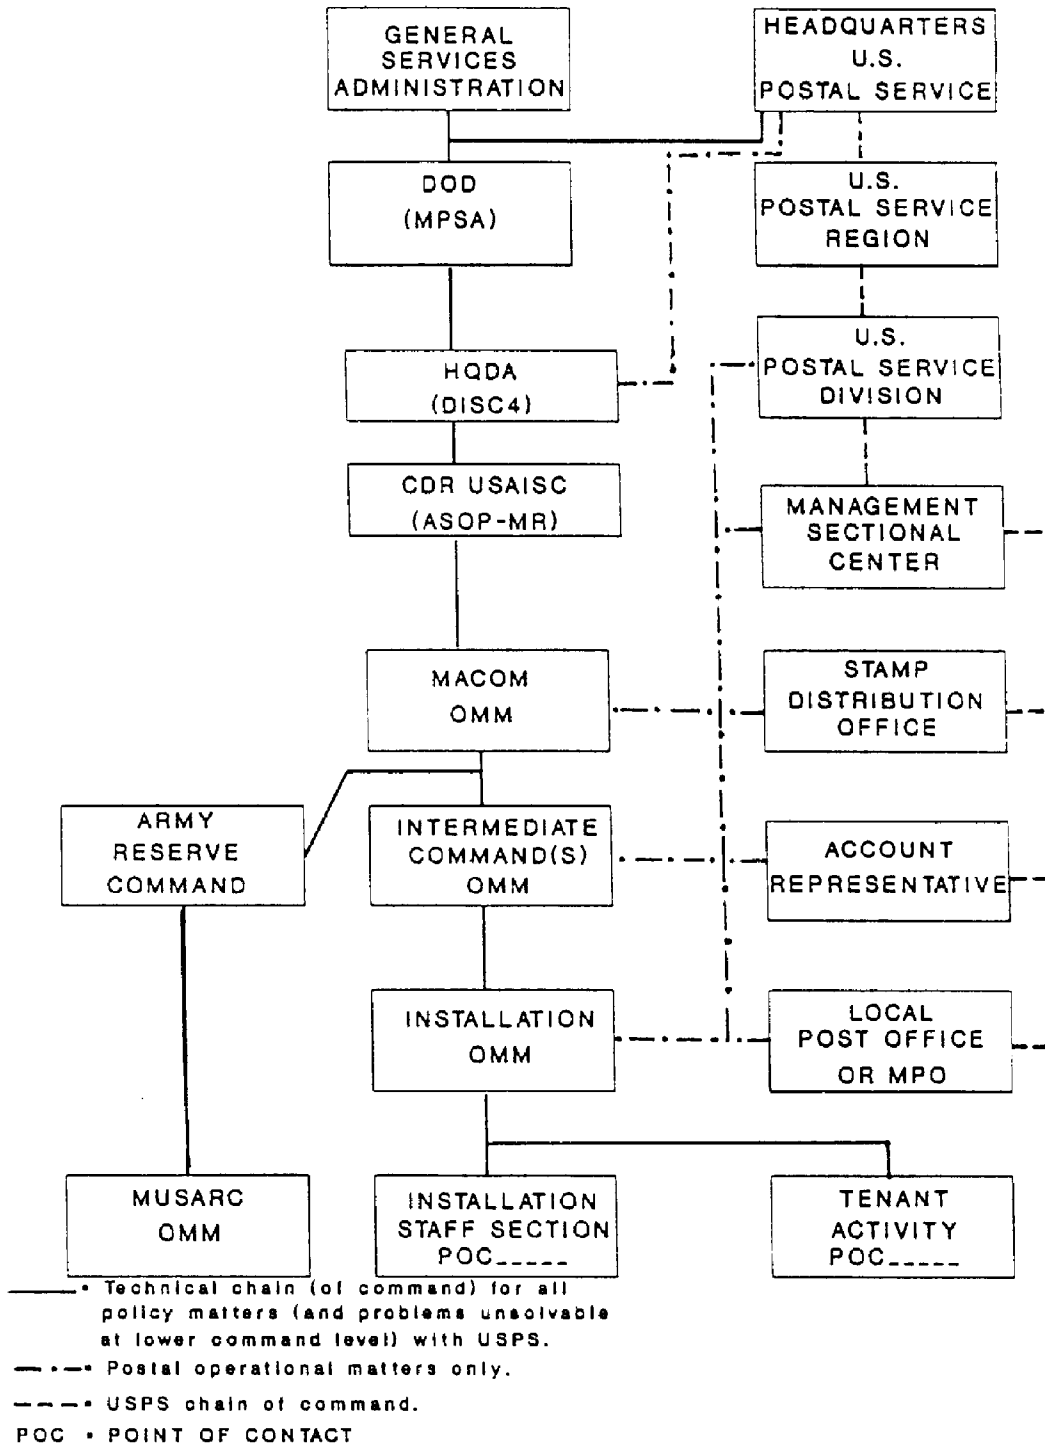 GENERAL
SERVICES
ADMINISTRATION
HEADQUARTERS
U.S.
POSTAL SERVICE
DOD
(MPSA)
U.S.
POSTAL SERVICE
REGION
HQDA
(DISC4)
U.S.
POSTAL SERVICE
DIVISION
CDR USAISC
(ASOP-MR)
MANAGEMENT
SECTIONAL
CENTER
MACOM
OMM
STAMP
DISTRIBUTION
OFFICE
ARMY
RESERVE
COMMAND
INTERMEDIATE
COMMAND(S)
OMM
ACCOUNT
REPRESENTATIVE
INSTALLATION
OMM
LOCAL
POST OFFICE
OR MPO
MUSARC
OMM
INSTALLATION
STAFF SECTION
POC_____
TENANT
ACTIVITY
POC_____
Technical chain (of command) for all
policy matters (and problems unsolvable
at lower command level) with USPS.
Postal operational matters only.
USPS chain of command.
POC = POINT OF CONTACT